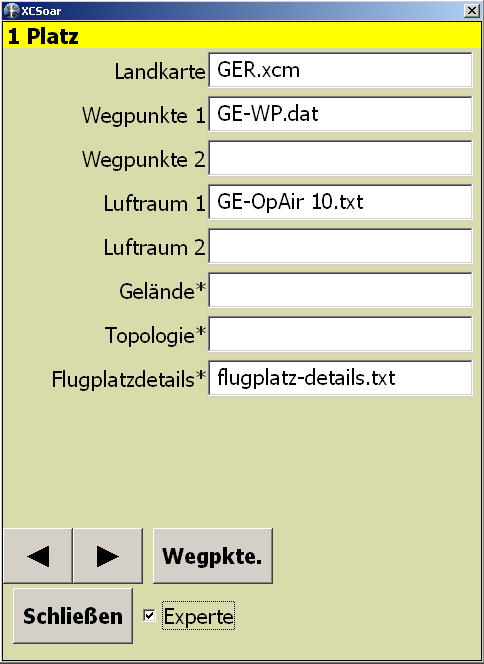 XCSoar
1 Platz
Landkarte GER.xcm
Wegpunkte 1 GE-WP.dat
Wegpunkte 2
Luftraum 1 GE-OpAir 10.txt
Luftraum 2
Gelände*
Topologie*
Flugplatzdetails* flugplatz-details.txt
Wegpkte.
Schließen Experte